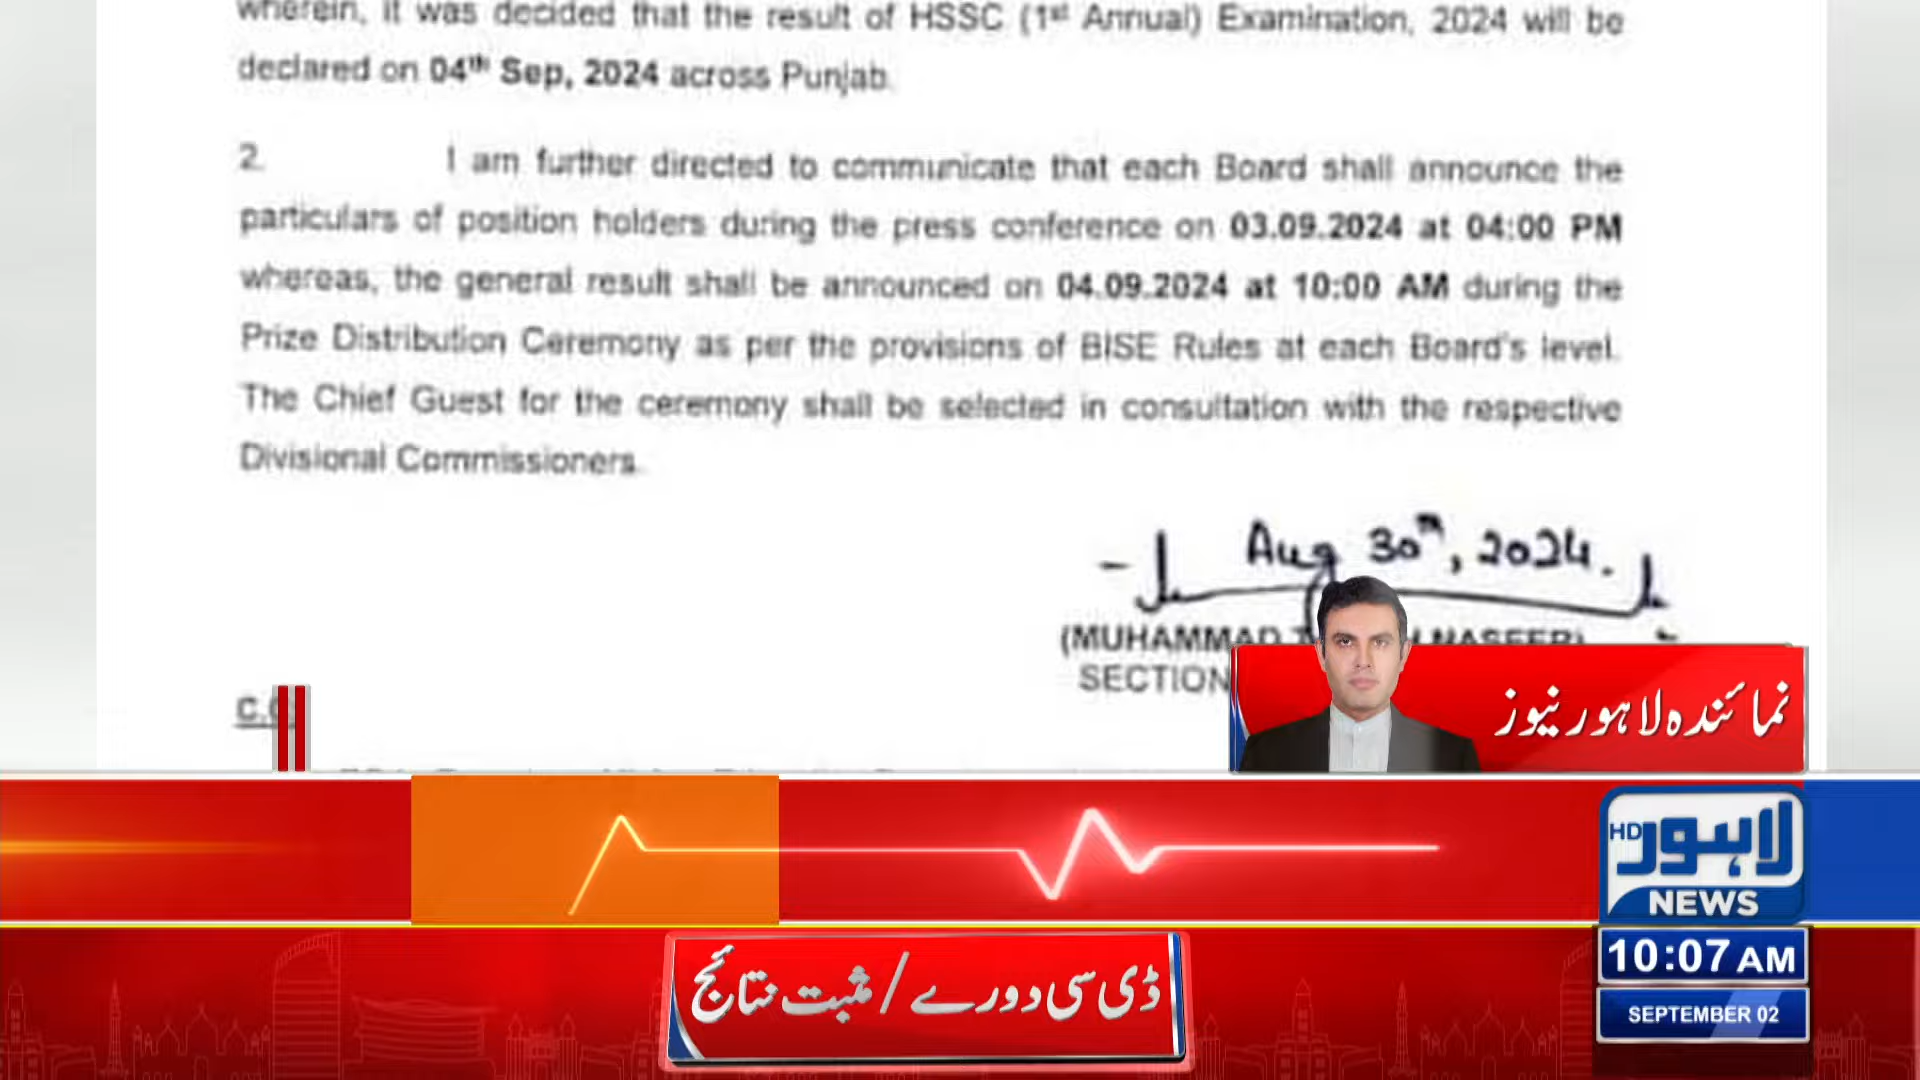 wherein, it was decided that the result of HSSC (1st Annual) Examination, 2024 will be
declared on 04th Sep, 2024 across Punjab.
2. I am further directed to communicate that each Board shall announce the
particulars of position holders during the press conference on 03.09.2024 at 04:00 PM
whereas, the general result shall be announced on 04.09.2024 at 10:00 AM during the
Prize Distribution Ceremony as per the provisions of BISE Rules at each Board's level.
The Chief Guest for the ceremony shall be selected in consultation with the respective
Divisional Commissioners.
Aug 30th, 2024.
(MUHAMMAD NASEER)
SECTION
نمائندہ لاہور نیوز
لاہور HD
NEWS
10:07 AM
SEPTEMBER 02
ڈی سی دورے / مثبت نتائج